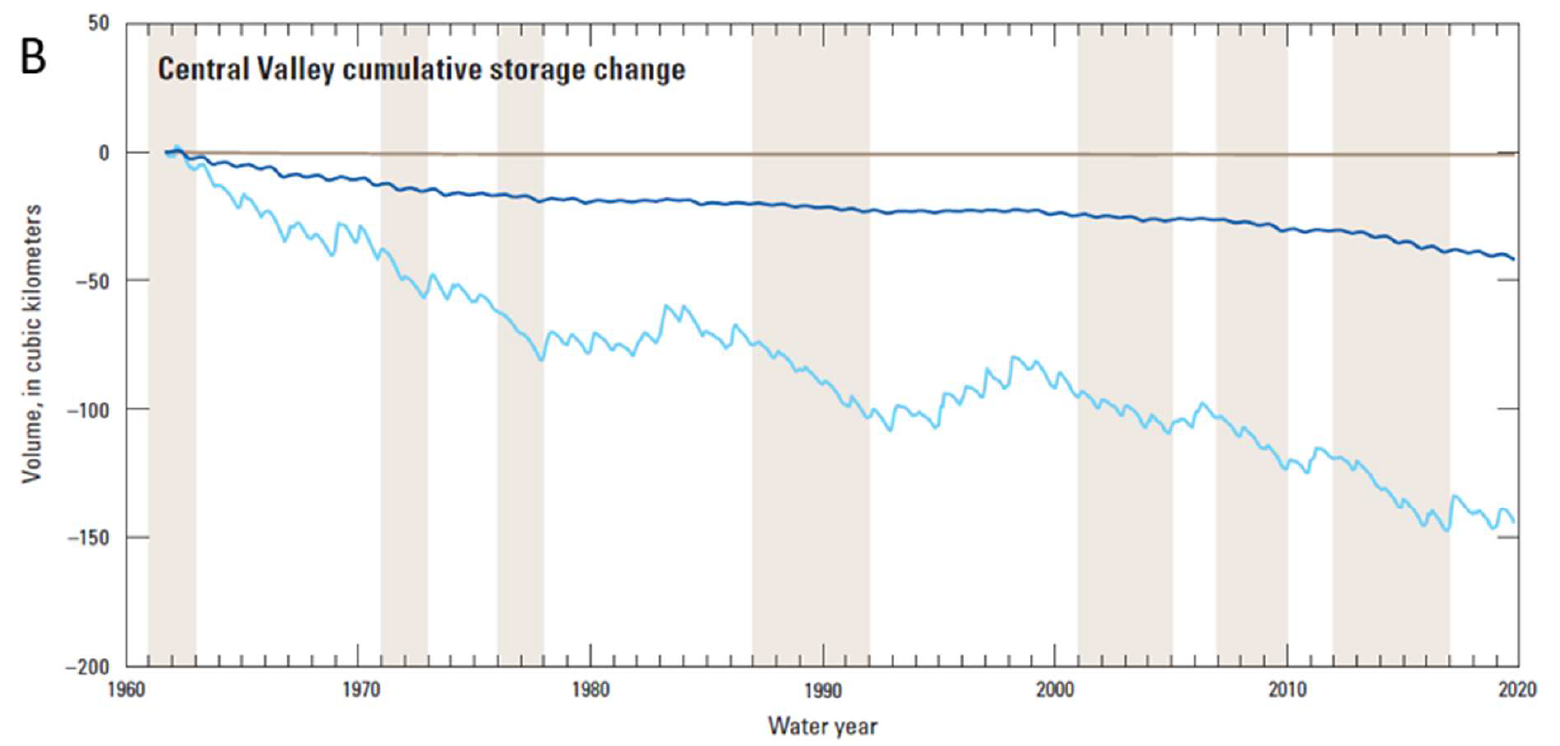 B
Central Valley cumulative storage change
50
0
−50
−100
−150
−200
Volume, in cubic kilometers
1960 1970 1980 1990 2000 2010 2020
Water year